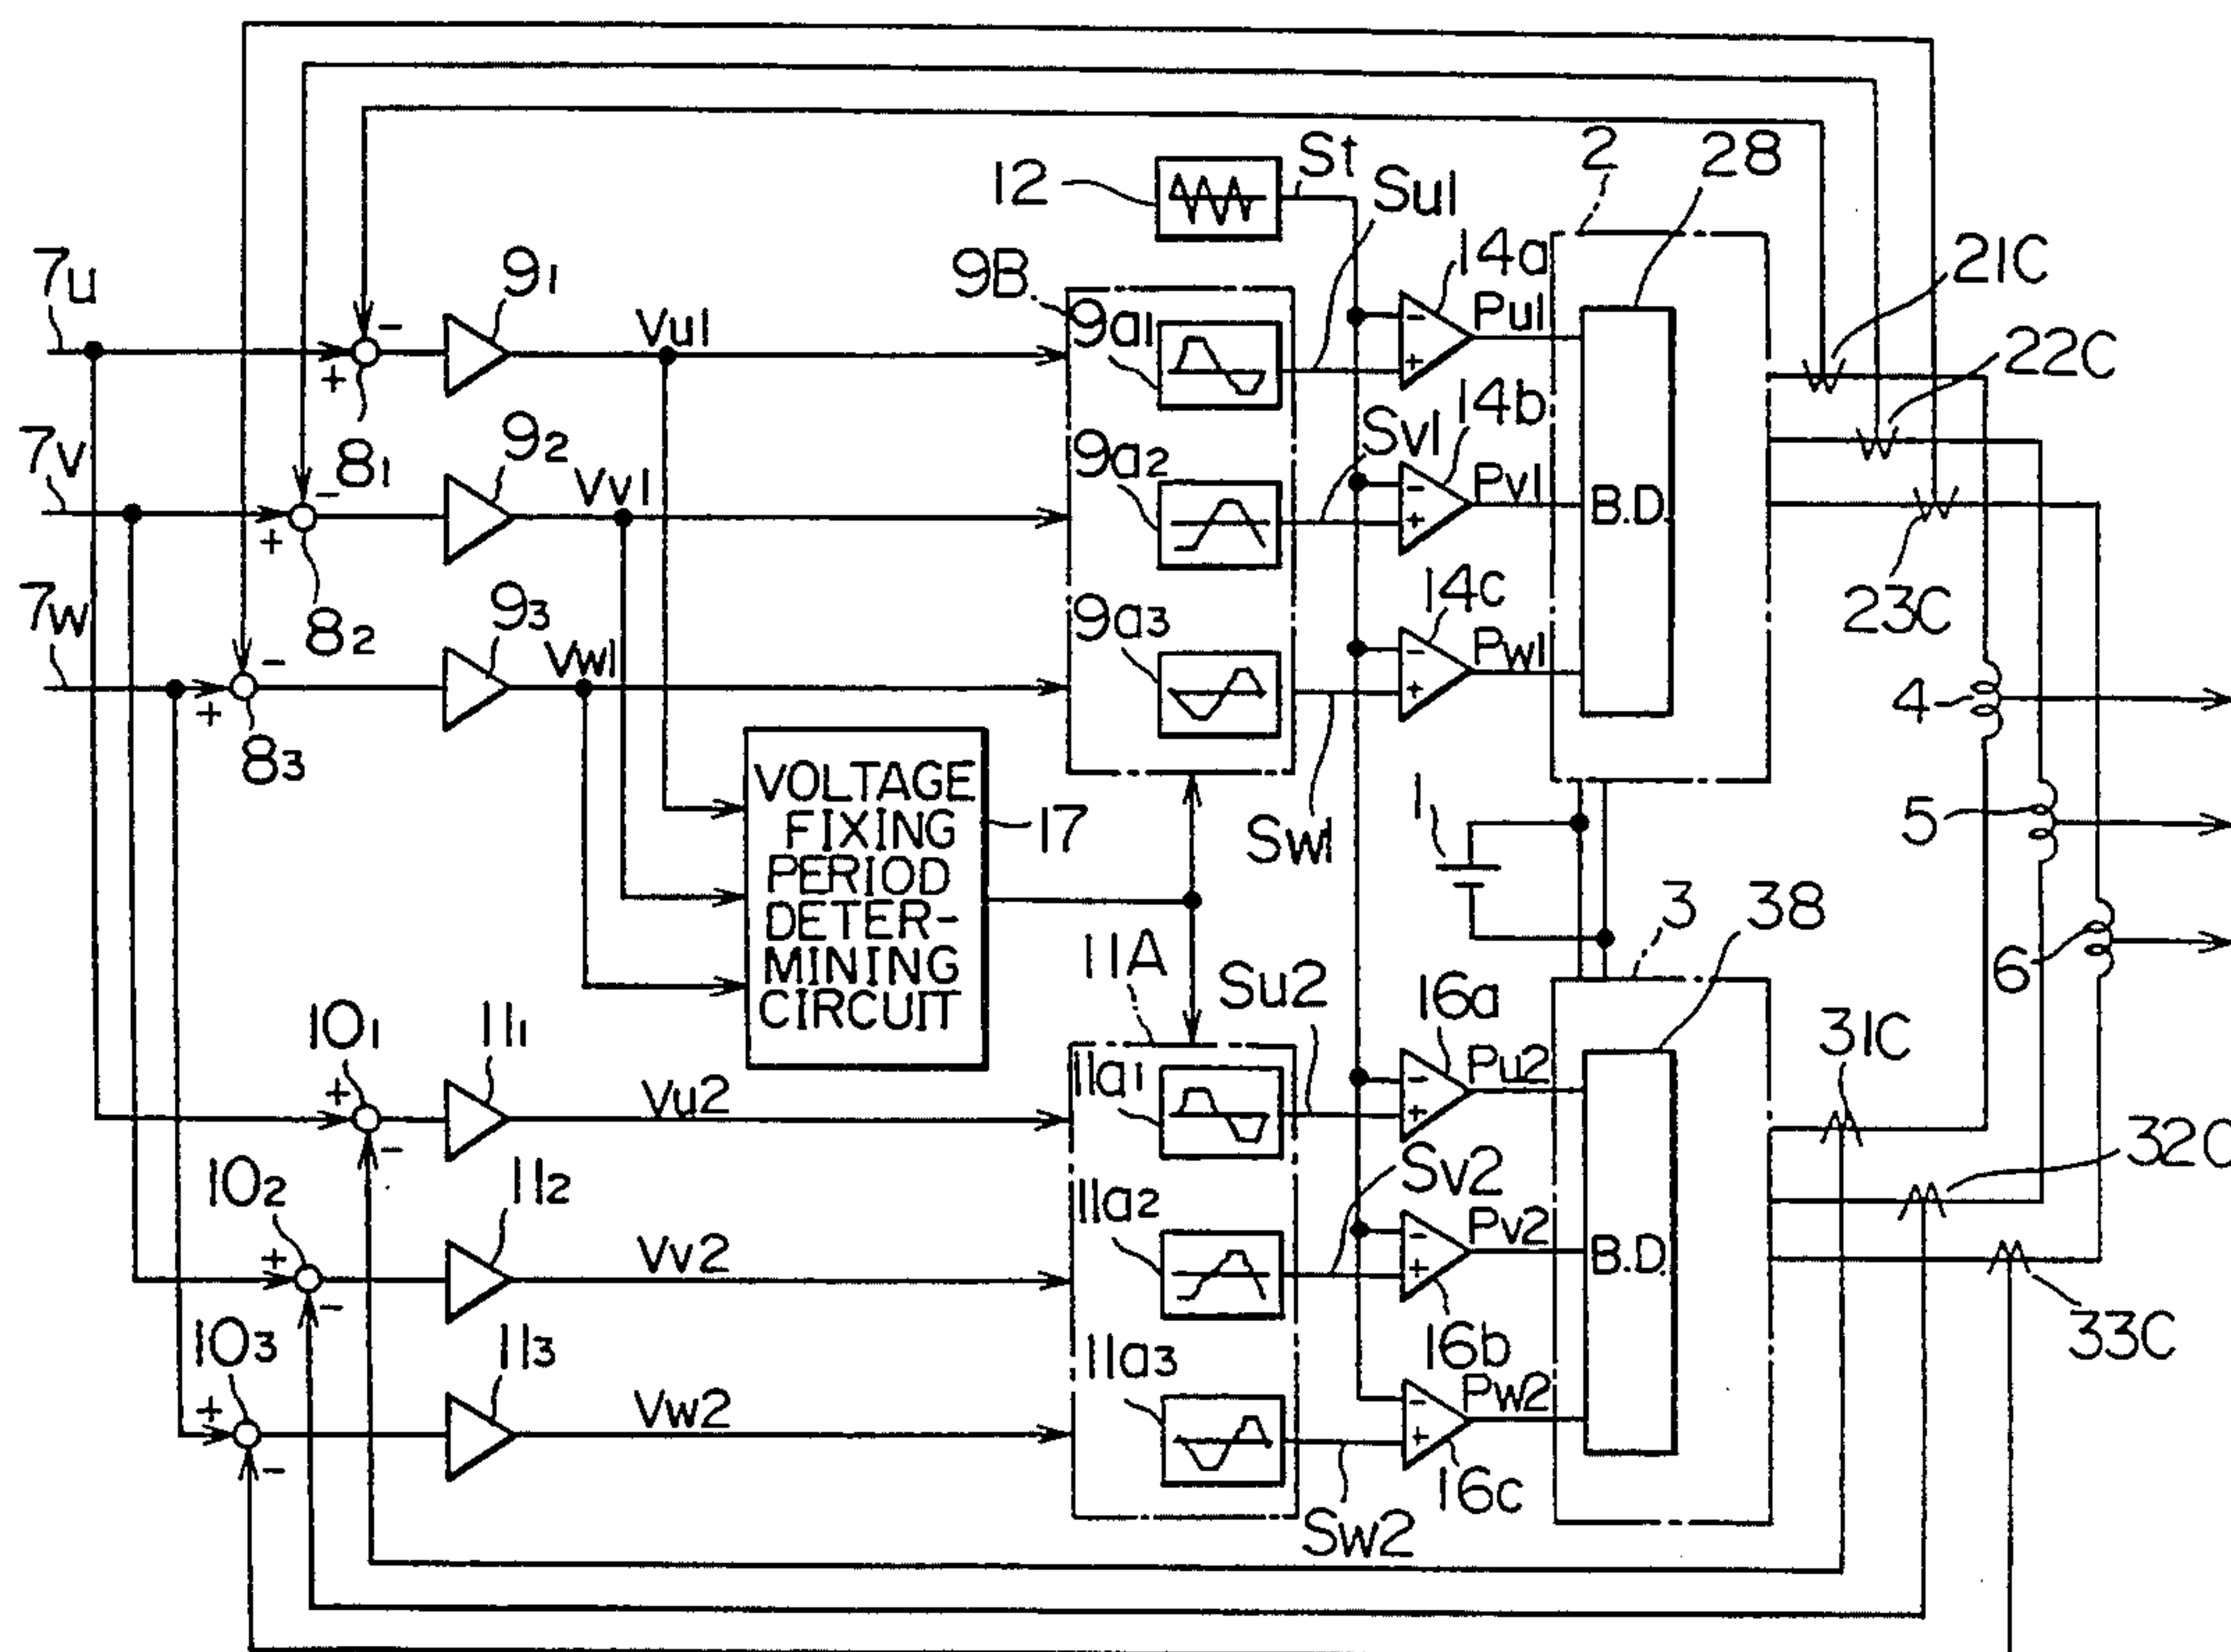 2
28
12
St
Su1
7u
9₁
Vu1
9B
9a₁
14a
Pu1
21C
22C
-
+
8₁
7v
9₂
Vv1
9a₂
Sv1
14b
Pv1
B.D.
23C
-
+
8₂
7w
9₃
Vw1
9a₃
14c
Pw1
-
+
8₃
4
VOLTAGE
FIXING
PERIOD
DETER-
MINING
CIRCUIT
17
Sw1
1
5
3
38
6
11A
Su2
16a
Pu2
31C
10₁
11₁
Vu2
11a₁
+
-
32C
10₂
11₂
Vv2
11a₂
Sv2
Pv2
B.D.
+
-
16b
33C
10₃
11₃
Vw2
11a₃
Pw2
+
-
16c
Sw2